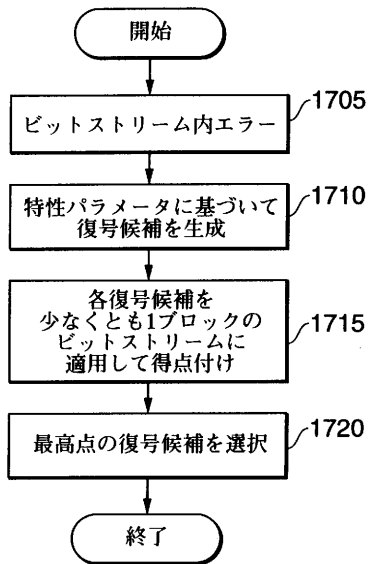 開始
ビットストリーム内エラー
1705
特性パラメータに基づいて
復号候補を生成
1710
各復号候補を
少なくとも1ブロックの
ビットストリームに
適用して得点付け
1715
最高点の復号候補を選択
1720
終了